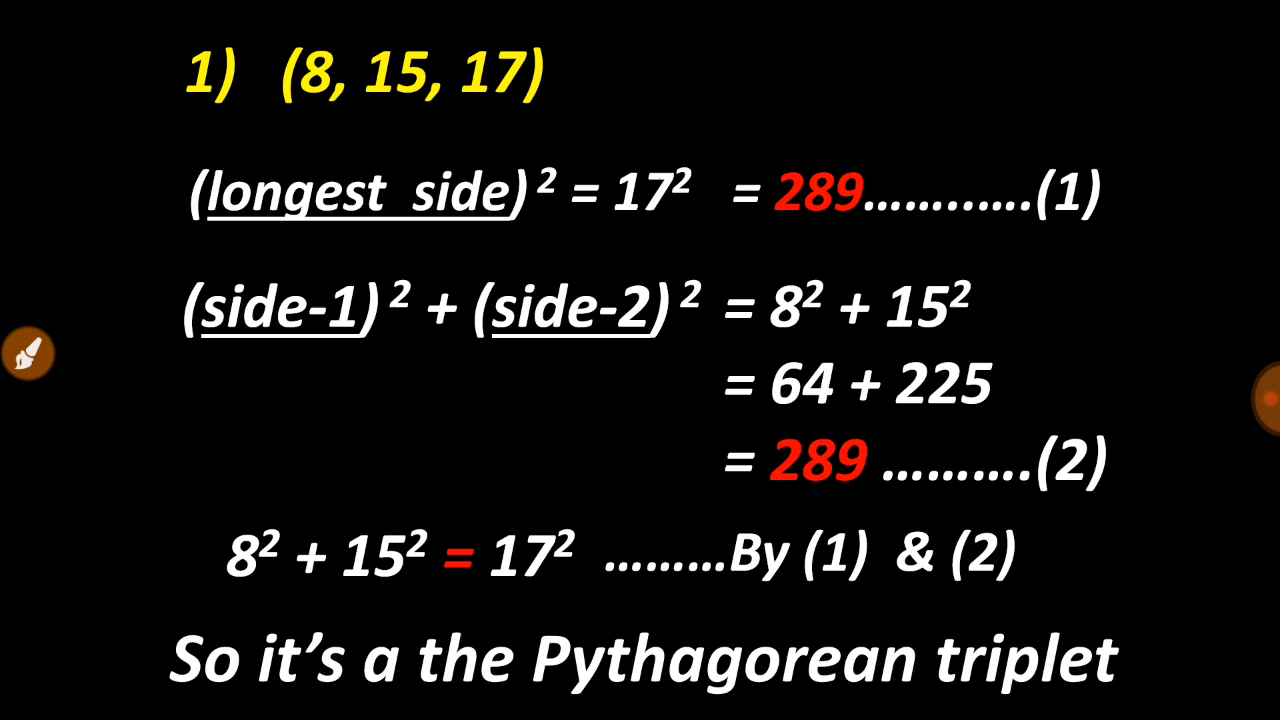 1) (8, 15, 17)
(longest side)² = 17² = 289……..….(1)
(side-1)² + (side-2)² = 8² + 15²
= 64 + 225
= 289 ……….(2)
8² + 15² = 17² ………By (1) & (2)
So it’s a the Pythagorean triplet